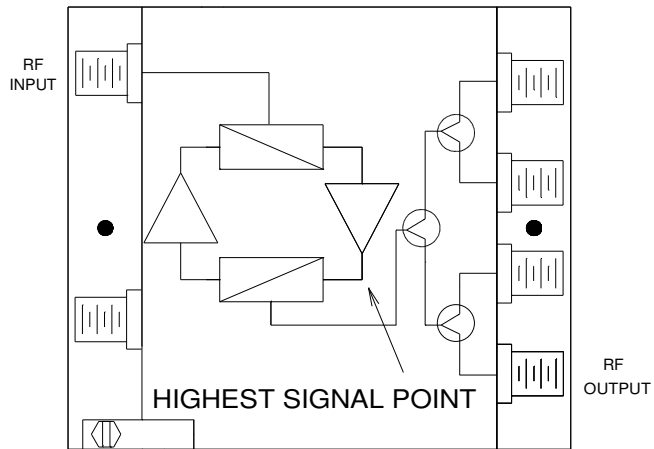 RF
INPUT
HIGHEST SIGNAL POINT
RF
OUTPUT